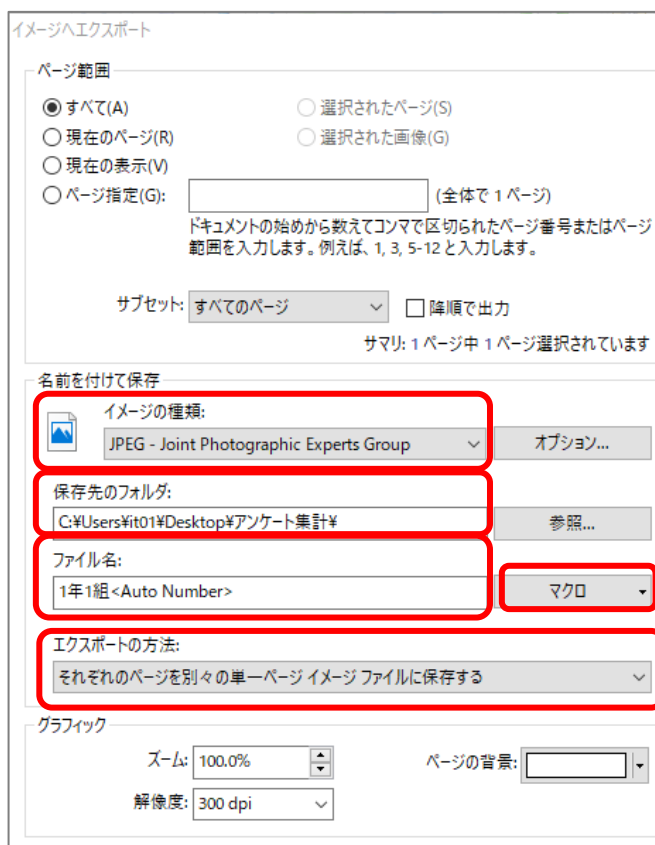 イメージへエクスポート
ページ範囲
すべて(A)
選択されたページ(S)
現在のページ(R)
選択された画像(G)
現在の表示(V)
ページ指定(G):
(全体で 1 ページ)
ドキュメントの始めから数えてコンマで区切られたページ番号またはページ
範囲を入力します。例えば、1, 3, 5-12 と入力します。
サブセット: すべてのページ
降順で出力
サマリ: 1 ページ中 1 ページ選択されています
名前を付けて保存
イメージの種類:
JPEG - Joint Photographic Experts Group
オプション...
保存先のフォルダ:
C:¥Users¥it01¥Desktop¥アンケート集計¥
参照...
ファイル名:
1年1組<Auto Number>
マクロ
エクスポートの方法:
それぞれのページを別々の単一ページ イメージ ファイルに保存する
グラフィック
ズーム: 100.0%
ページの背景:
解像度: 300 dpi